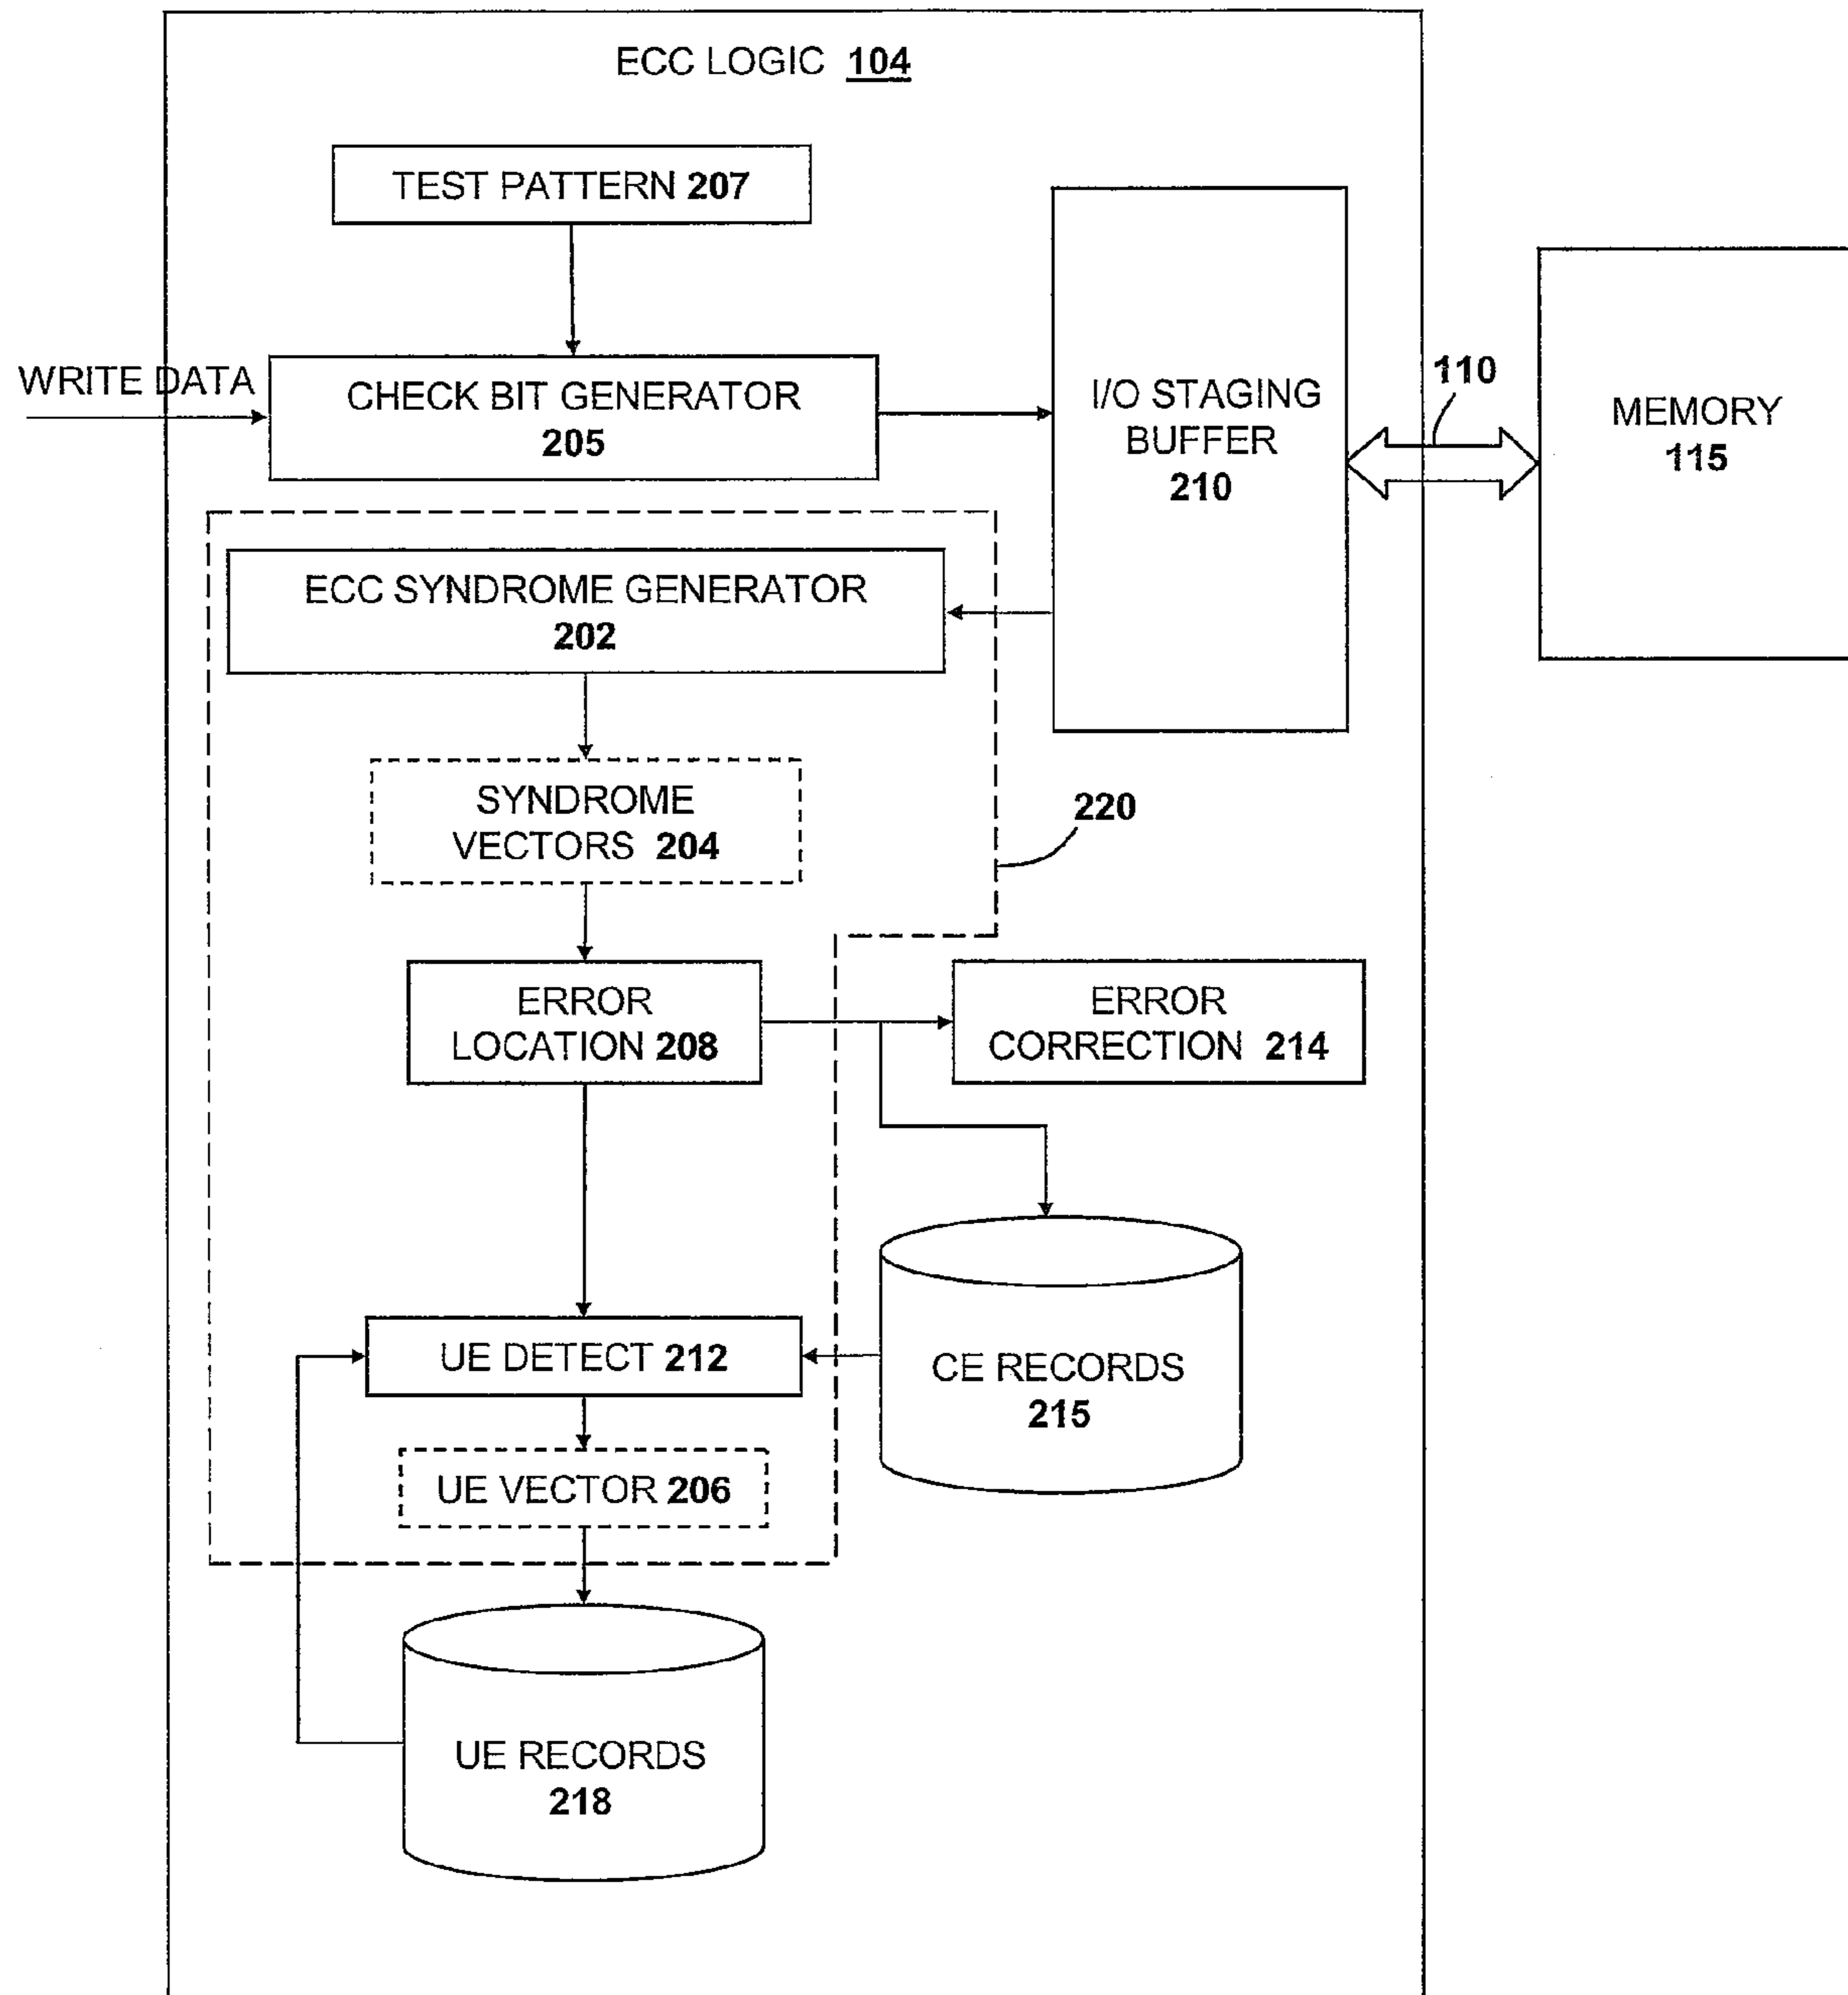 ECC LOGIC 104
TEST PATTERN 207
WRITE DATA
CHECK BIT GENERATOR
205
I/O STAGING
BUFFER
210
110
MEMORY
115
ECC SYNDROME GENERATOR
202
SYNDROME
VECTORS 204
220
ERROR
LOCATION 208
ERROR
CORRECTION 214
UE DETECT 212
CE RECORDS
215
UE VECTOR 206
UE RECORDS
218